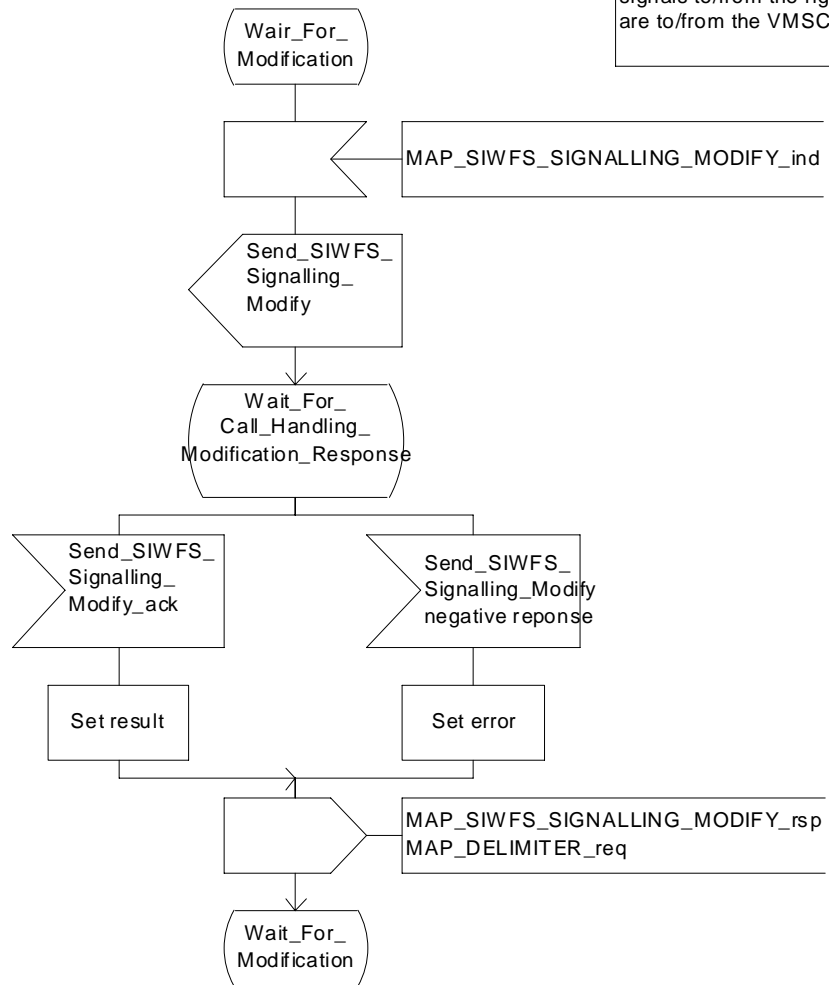 signals to/from the
are to/from the VMSC
Wair_For_
Modification
MAP_SIWFS_SIGNALLING_MODIFY_ind
Send_SIWFS_
Signalling_
Modify
Wait_For_
Call_Handling_
Modification_Response
Send_SIWFS_
Signalling_
Modify_ack
Send_SIWFS_
Signalling_Modify
negative reponse
Set result
Set error
MAP_SIWFS_SIGNALLING_MODIFY_rsp
MAP_DELIMITER_req
Wait_For_
Modification